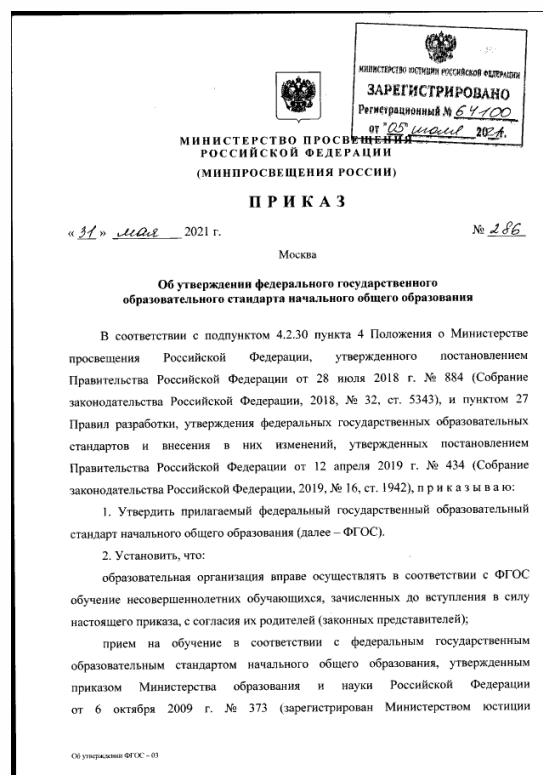 МИНИСТЕРСТВО ЮСТИЦИИ РОССИЙСКОЙ ФЕДЕРАЦИИ
ЗАРЕГИСТРИРОВАНО
Регистрационный № 64100
от "05" июля 2021.
МИНИСТЕРСТВО ПРОСВЕЩЕНИЯ
РОССИЙСКОЙ ФЕДЕРАЦИИ
(МИНПРОСВЕЩЕНИЯ РОССИИ)
П Р И К А З
« 31 » мая 2021 г.
№ 286
Москва
Об утверждении федерального государственного
образовательного стандарта начального общего образования
В соответствии с подпунктом 4.2.30 пункта 4 Положения о Министерстве
просвещения Российской Федерации, утвержденного постановлением
Правительства Российской Федерации от 28 июля 2018 г. № 884 (Собрание
законодательства Российской Федерации, 2018, № 32, ст. 5343), и пунктом 27
Правил разработки, утверждения федеральных государственных образовательных
стандартов и внесения в них изменений, утвержденных постановлением
Правительства Российской Федерации от 12 апреля 2019 г. № 434 (Собрание
законодательства Российской Федерации, 2019, № 16, ст. 1942), п р и к а з ы в а ю:
1. Утвердить прилагаемый федеральный государственный образовательный
стандарт начального общего образования (далее – ФГОС).
2. Установить, что:
образовательная организация вправе осуществлять в соответствии с ФГОС
обучение несовершеннолетних обучающихся, зачисленных до вступления в силу
настоящего приказа, с согласия их родителей (законных представителей);
прием на обучение в соответствии с федеральным государственным
образовательным стандартом начального общего образования, утвержденным
приказом Министерства образования и науки Российской Федерации
от 6 октября 2009 г. № 373 (зарегистрирован Министерством юстиции
Об утверждении ФГОС – 03